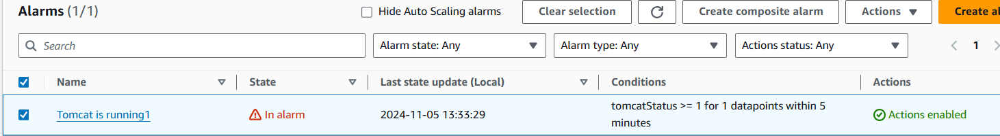 Alarms (1/1)
Hide Auto Scaling alarms
Clear selection
Create composite alarm
Actions
Create al
Search
Alarm state: Any
Alarm type: Any
Actions status: Any
1
Name
State
Last state update (Local)
Conditions
Actions
Tomcat is running1
In alarm
2024-11-05 13:33:29
tomcatStatus >= 1 for 1 datapoints within 5
minutes
Actions enabled